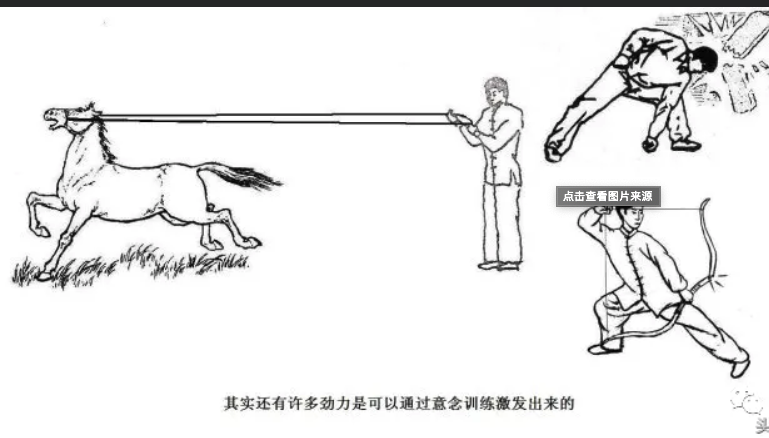 点击查看图片来源
其实还有许多劲力是可以通过意念训练激发出来的
头